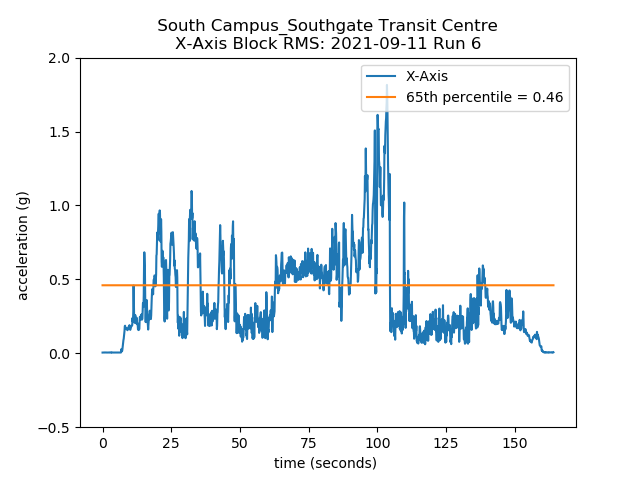 South Campus_Southgate Transit Centre
X-Axis Block RMS: 2021-09-11 Run 6
X-Axis
65th percentile = 0.46
2.0
1.5
1.0
0.5
0.0
−0.5
acceleration (g)
0 25 50 75 100 125 150
time (seconds)